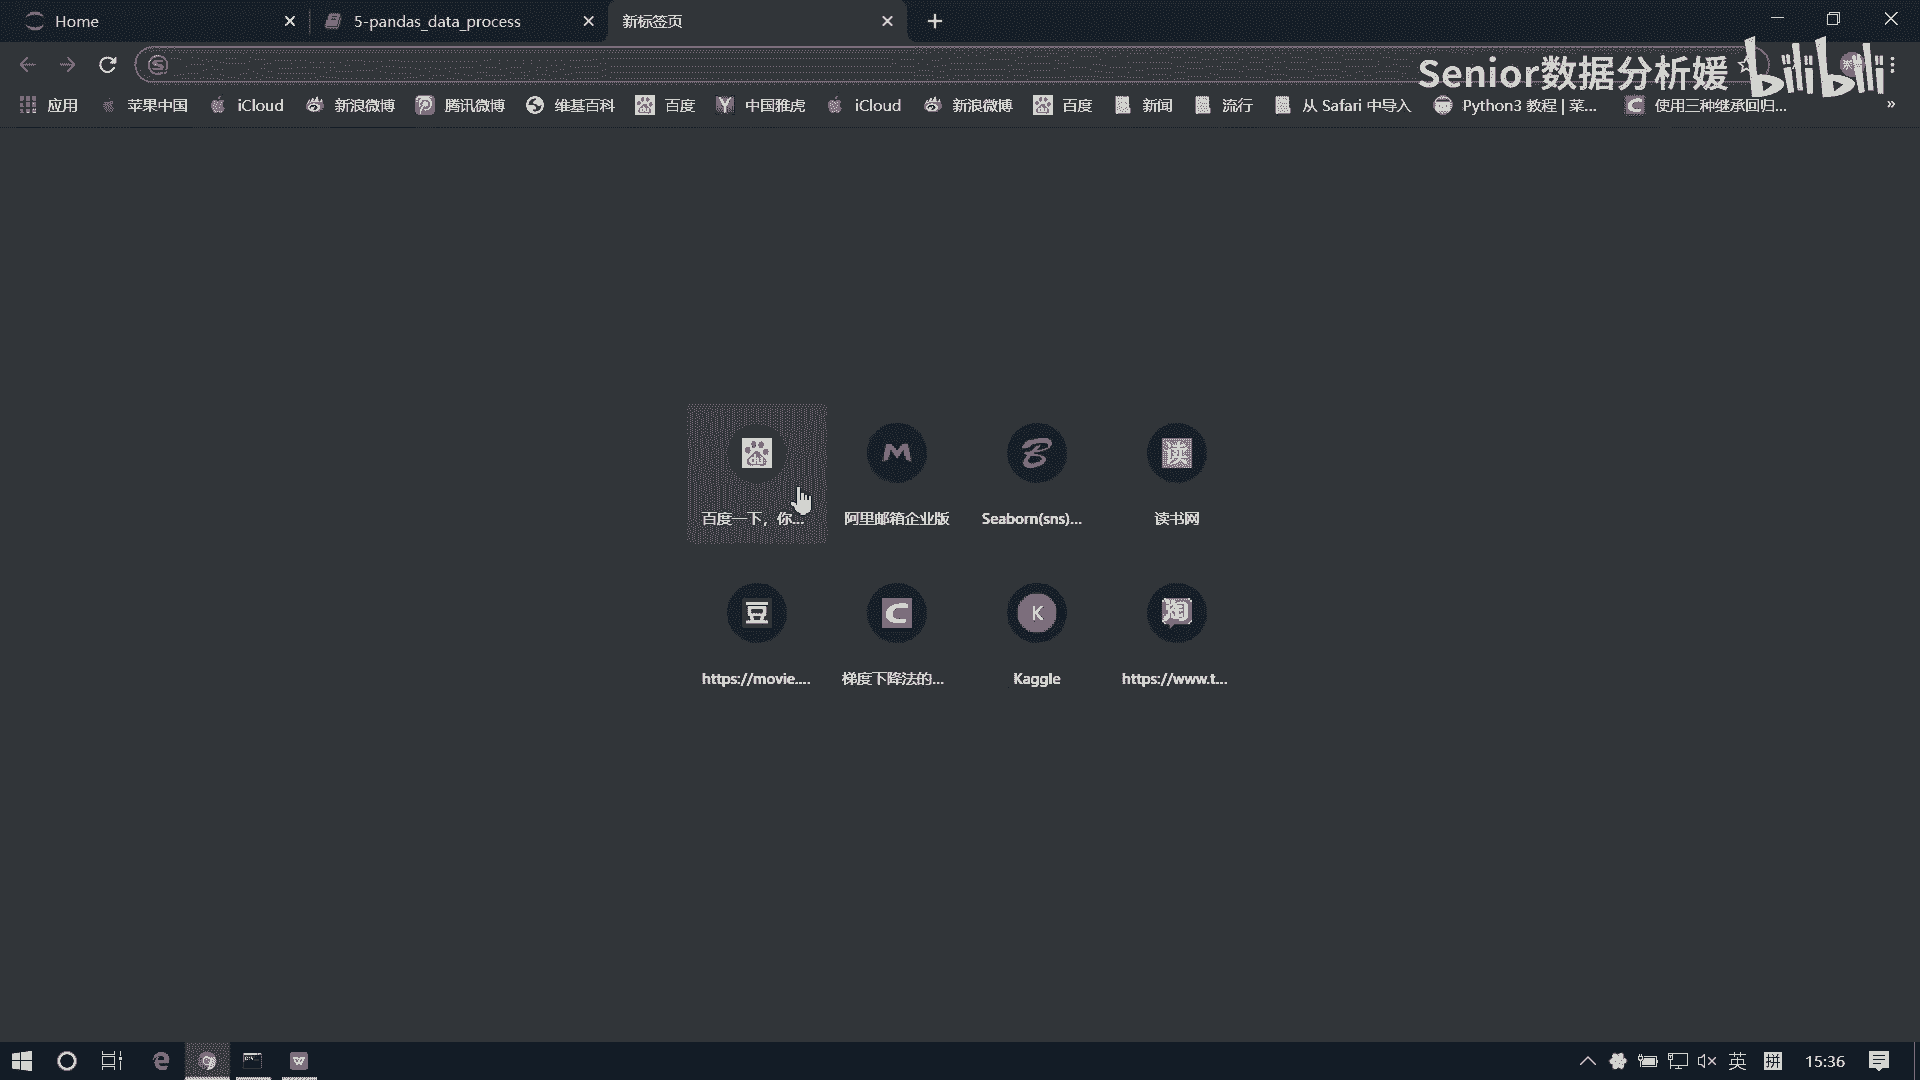 Home
5-pandas_data_process
新标签页
Senior数据分析媛 bilibili
应用
苹果中国
iCloud
新浪微博
腾讯微博
维基百科
百度
中国雅虎
iCloud
新浪微博
百度
新闻
流行
从 Safari 中导入
Python3 教程 | 菜...
使用三种继承回归...
»
读
百度一下，你...
阿里邮箱企业版
Seaborn(sns)...
读书网
豆
C
K
淘
https://movie....
梯度下降法的...
Kaggle
https://www.t...
英
拼
15:36